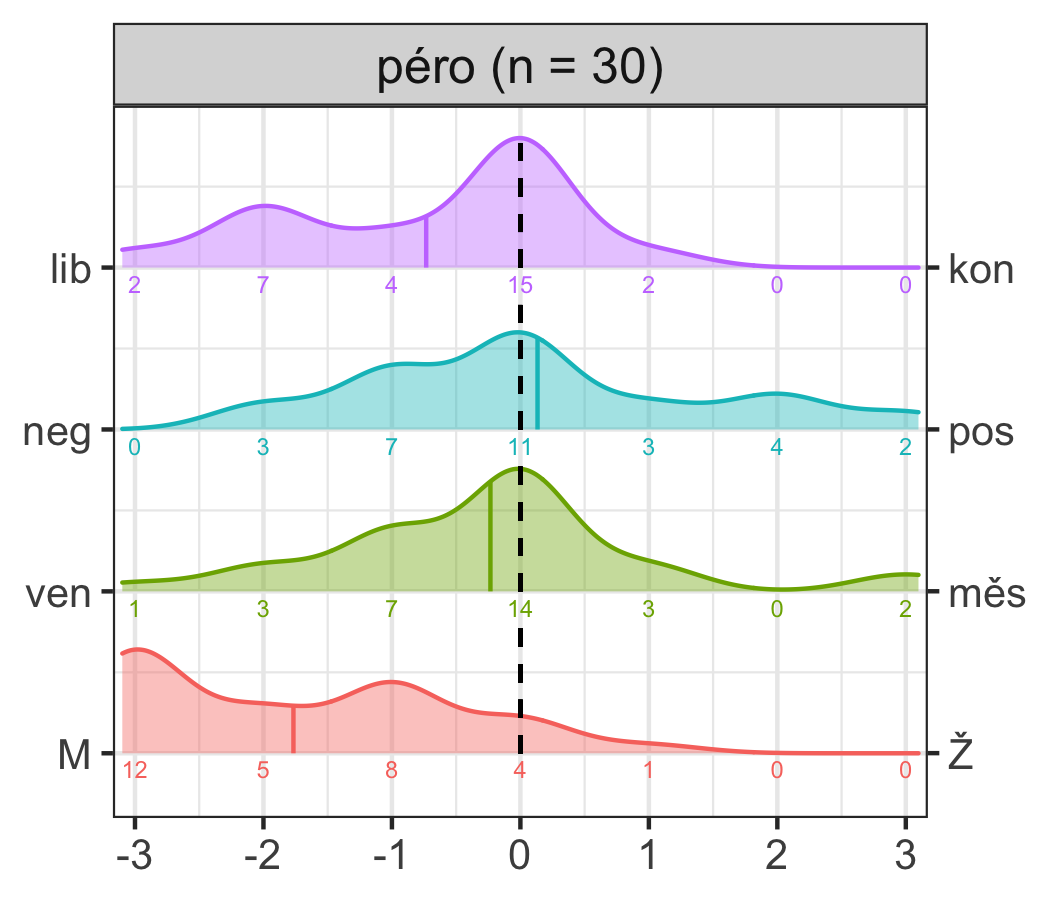 péro (n = 30)
lib kon
2 7 4 15 2 0 0
neg pos
0 3 7 11 3 4 2
ven měs
1 3 7 14 3 0 2
M Ž
12 5 8 4 1 0 0
-3 -2 -1 0 1 2 3